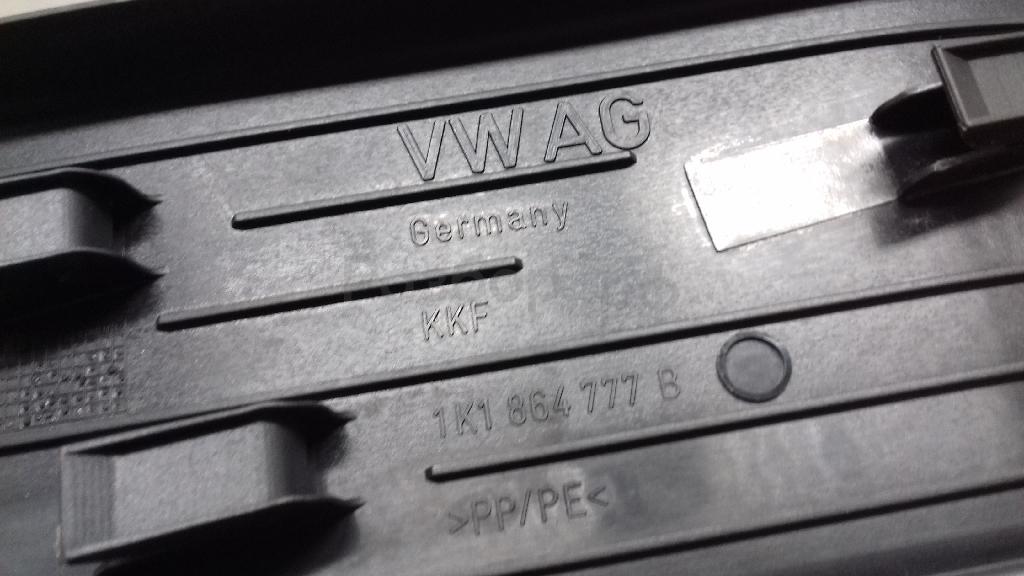 VW AG
Germany
KKF
1K1 864 777 B
>PP/PE<